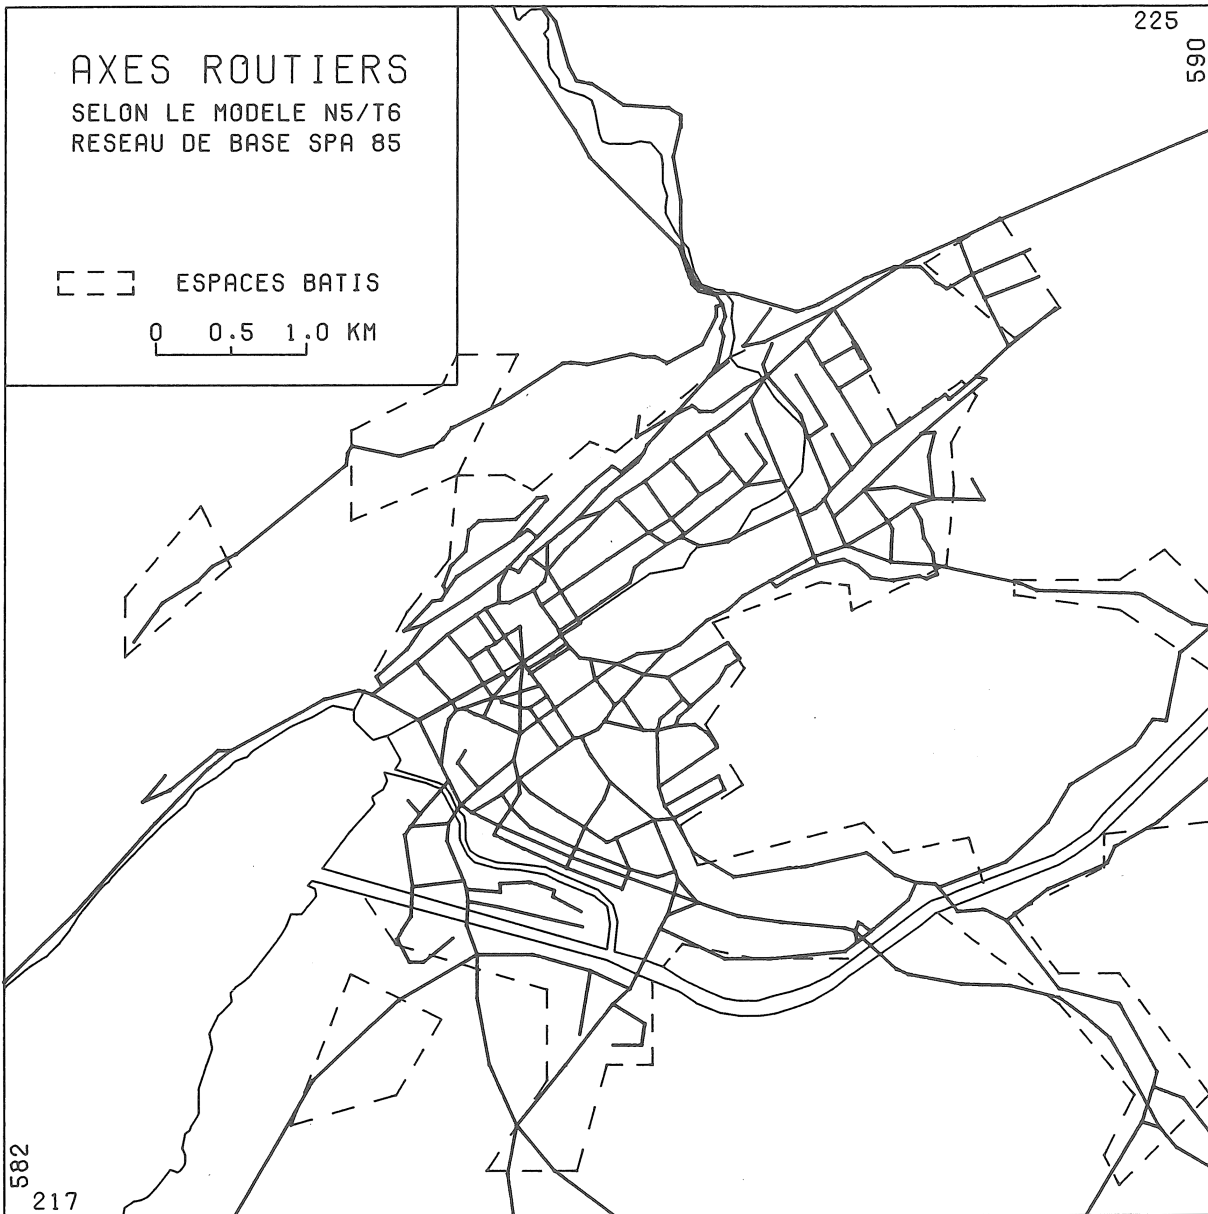 225
590
AXES ROUTIERS
SELON LE MODELE N5/T6
RESEAU DE BASE SPA 85
ESPACES BATIS
0 0.5 1.0 KM
582
217